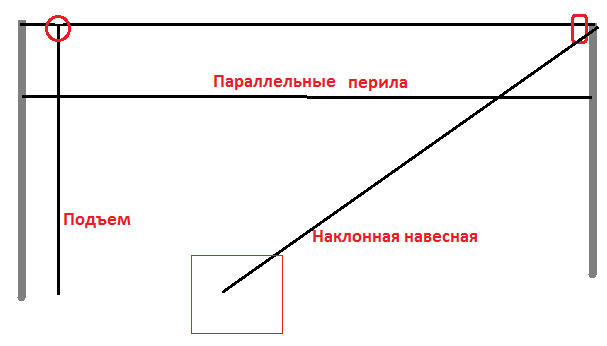 Параллельные перила
Подъем
Наклонная навесная